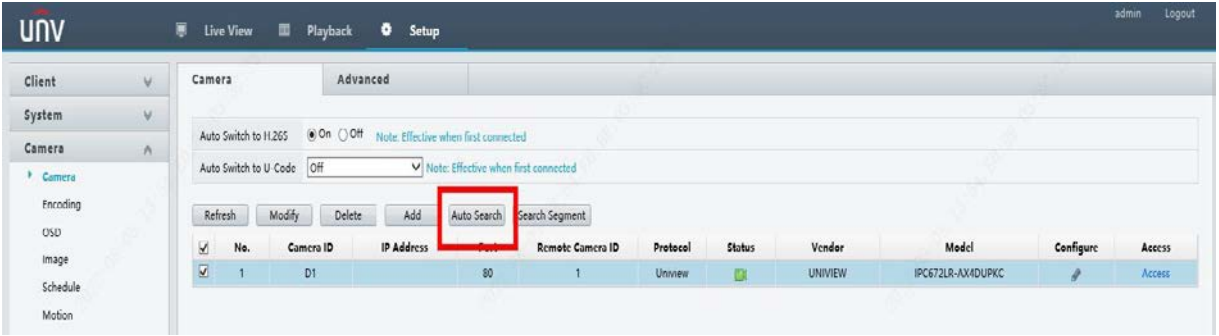 admin Logout
unv Live View Playback Setup
Client Camera Advanced
System
Auto Switch to H.265 On Off Note: Effective when first connected
Camera
Auto Switch to U-Code Off Note: Effective when first connected
Camera
Encoding Refresh Modify Delete Add Auto Search Search Segment
OSD
No. Camera ID IP Address Port Remote Camera ID Protocol Status Vendor Model Configure Access
Image
1 D1 80 1 Uniview UNIVIEW IPC672LR-AX4DUPKC Access
Schedule
Motion